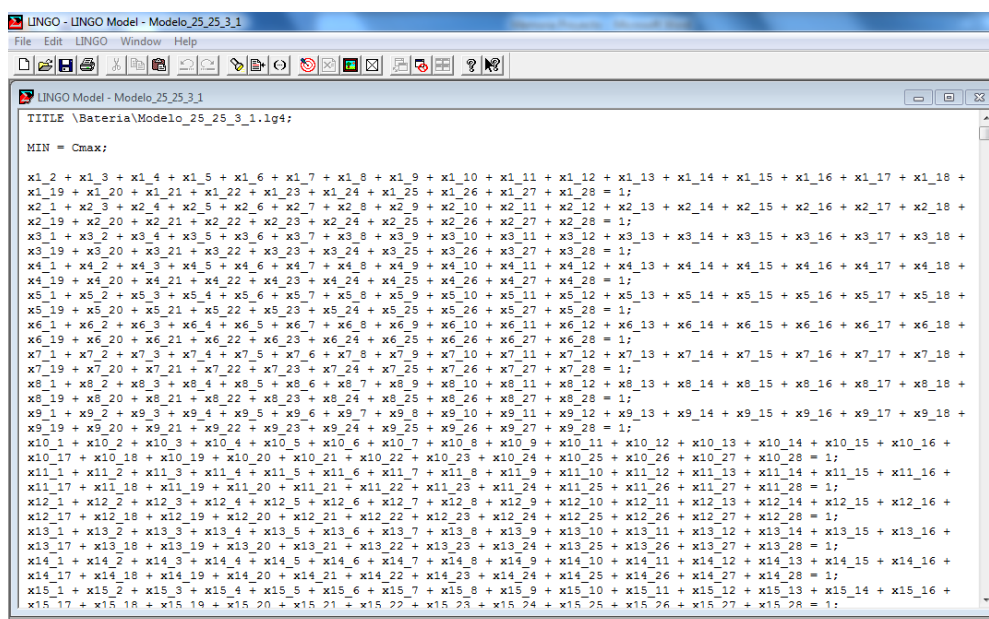 LINGO - LINGO Model - Modelo_25_25_3_1
File Edit LINGO Window Help
LINGO Model - Modelo_25_25_3_1
TITLE \Bateria\Modelo_25_25_3_1.lg4;
MIN = Cmax;
x1_2 + x1_3 + x1_4 + x1_5 + x1_6 + x1_7 + x1_8 + x1_9 + x1_10 + x1_11 + x1_12 + x1_13 + x1_14 + x1_15 + x1_16 + x1_17 + x1_18 +
x1_19 + x1_20 + x1_21 + x1_22 + x1_23 + x1_24 + x1_25 + x1_26 + x1_27 + x1_28 = 1;
x2_1 + x2_3 + x2_4 + x2_5 + x2_6 + x2_7 + x2_8 + x2_9 + x2_10 + x2_11 + x2_12 + x2_13 + x2_14 + x2_15 + x2_16 + x2_17 + x2_18 +
x2_19 + x2_20 + x2_21 + x2_22 + x2_23 + x2_24 + x2_25 + x2_26 + x2_27 + x2_28 = 1;
x3_1 + x3_2 + x3_4 + x3_5 + x3_6 + x3_7 + x3_8 + x3_9 + x3_10 + x3_11 + x3_12 + x3_13 + x3_14 + x3_15 + x3_16 + x3_17 + x3_18 +
x3_19 + x3_20 + x3_21 + x3_22 + x3_23 + x3_24 + x3_25 + x3_26 + x3_27 + x3_28 = 1;
x4_1 + x4_2 + x4_3 + x4_5 + x4_6 + x4_7 + x4_8 + x4_9 + x4_10 + x4_11 + x4_12 + x4_13 + x4_14 + x4_15 + x4_16 + x4_17 + x4_18 +
x4_19 + x4_20 + x4_21 + x4_22 + x4_23 + x4_24 + x4_25 + x4_26 + x4_27 + x4_28 = 1;
x5_1 + x5_2 + x5_3 + x5_4 + x5_6 + x5_7 + x5_8 + x5_9 + x5_10 + x5_11 + x5_12 + x5_13 + x5_14 + x5_15 + x5_16 + x5_17 + x5_18 +
x5_19 + x5_20 + x5_21 + x5_22 + x5_23 + x5_24 + x5_25 + x5_26 + x5_27 + x5_28 = 1;
x6_1 + x6_2 + x6_3 + x6_4 + x6_5 + x6_7 + x6_8 + x6_9 + x6_10 + x6_11 + x6_12 + x6_13 + x6_14 + x6_15 + x6_16 + x6_17 + x6_18 +
x6_19 + x6_20 + x6_21 + x6_22 + x6_23 + x6_24 + x6_25 + x6_26 + x6_27 + x6_28 = 1;
x7_1 + x7_2 + x7_3 + x7_4 + x7_5 + x7_6 + x7_8 + x7_9 + x7_10 + x7_11 + x7_12 + x7_13 + x7_14 + x7_15 + x7_16 + x7_17 + x7_18 +
x7_19 + x7_20 + x7_21 + x7_22 + x7_23 + x7_24 + x7_25 + x7_26 + x7_27 + x7_28 = 1;
x8_1 + x8_2 + x8_3 + x8_4 + x8_5 + x8_6 + x8_7 + x8_9 + x8_10 + x8_11 + x8_12 + x8_13 + x8_14 + x8_15 + x8_16 + x8_17 + x8_18 +
x8_19 + x8_20 + x8_21 + x8_22 + x8_23 + x8_24 + x8_25 + x8_26 + x8_27 + x8_28 = 1;
x9_1 + x9_2 + x9_3 + x9_4 + x9_5 + x9_6 + x9_7 + x9_8 + x9_10 + x9_11 + x9_12 + x9_13 + x9_14 + x9_15 + x9_16 + x9_17 + x9_18 +
x9_19 + x9_20 + x9_21 + x9_22 + x9_23 + x9_24 + x9_25 + x9_26 + x9_27 + x9_28 = 1;
x10_1 + x10_2 + x10_3 + x10_4 + x10_5 + x10_6 + x10_7 + x10_8 + x10_9 + x10_11 + x10_12 + x10_13 + x10_14 + x10_15 + x10_16 +
x10_17 + x10_18 + x10_19 + x10_20 + x10_21 + x10_22 + x10_23 + x10_24 + x10_25 + x10_26 + x10_27 + x10_28 = 1;
x11_1 + x11_2 + x11_3 + x11_4 + x11_5 + x11_6 + x11_7 + x11_8 + x11_9 + x11_10 + x11_12 + x11_13 + x11_14 + x11_15 + x11_16 +
x11_17 + x11_18 + x11_19 + x11_20 + x11_21 + x11_22 + x11_23 + x11_24 + x11_25 + x11_26 + x11_27 + x11_28 = 1;
x12_1 + x12_2 + x12_3 + x12_4 + x12_5 + x12_6 + x12_7 + x12_8 + x12_9 + x12_10 + x12_11 + x12_13 + x12_14 + x12_15 + x12_16 +
x12_17 + x12_18 + x12_19 + x12_20 + x12_21 + x12_22 + x12_23 + x12_24 + x12_25 + x12_26 + x12_27 + x12_28 = 1;
x13_1 + x13_2 + x13_3 + x13_4 + x13_5 + x13_6 + x13_7 + x13_8 + x13_9 + x13_10 + x13_11 + x13_12 + x13_14 + x13_15 + x13_16 +
x13_17 + x13_18 + x13_19 + x13_20 + x13_21 + x13_22 + x13_23 + x13_24 + x13_25 + x13_26 + x13_27 + x13_28 = 1;
x14_1 + x14_2 + x14_3 + x14_4 + x14_5 + x14_6 + x14_7 + x14_8 + x14_9 + x14_10 + x14_11 + x14_12 + x14_13 + x14_15 + x14_16 +
x14_17 + x14_18 + x14_19 + x14_20 + x14_21 + x14_22 + x14_23 + x14_24 + x14_25 + x14_26 + x14_27 + x14_28 = 1;
x15_1 + x15_2 + x15_3 + x15_4 + x15_5 + x15_6 + x15_7 + x15_8 + x15_9 + x15_10 + x15_11 + x15_12 + x15_13 + x15_14 + x15_16 +
x15_17 + x15_18 + x15_19 + x15_20 + x15_21 + x15_22 + x15_23 + x15_24 + x15_25 + x15_26 + x15_27 + x15_28 = 1;